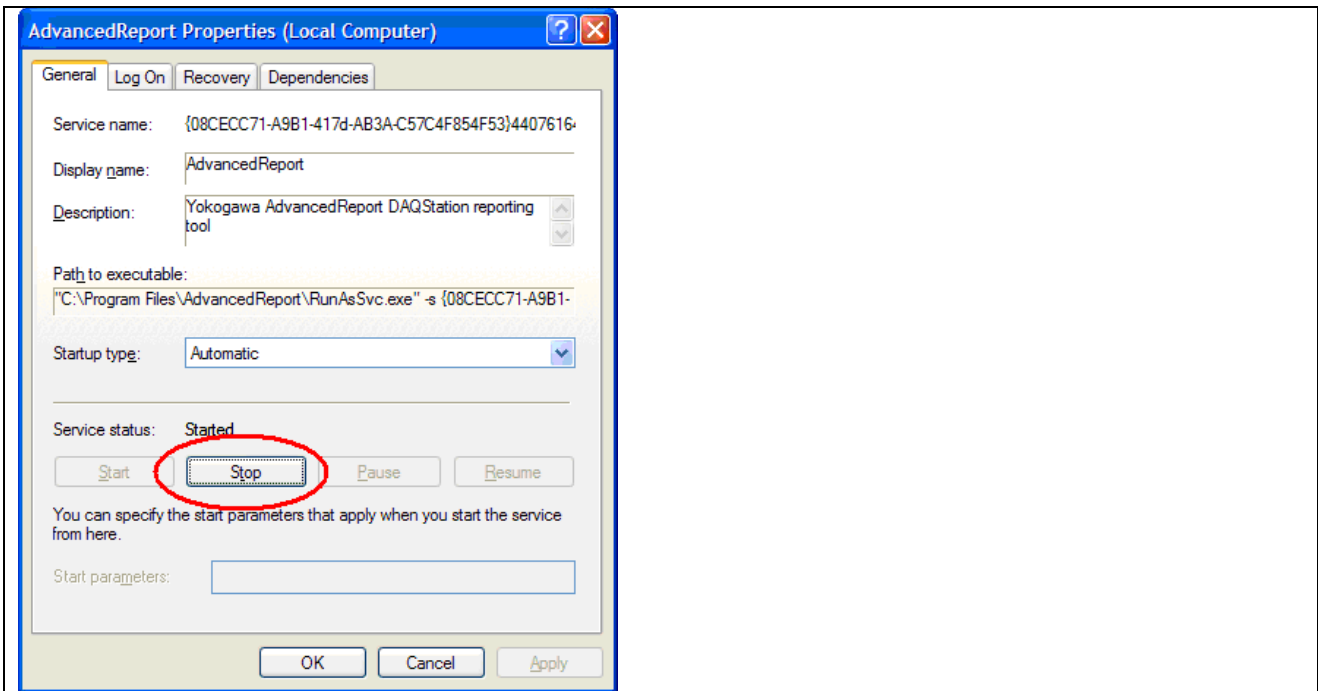 AdvancedReport Properties (Local Computer)
General Log On Recovery Dependencies
Service name: {08CECC71-A9B1-417d-AB3A-C57C4F854F53}44076164
Display name: AdvancedReport
Description: Yokogawa AdvancedReport DAQStation reporting
tool
Path to executable:
"C:\Program Files\AdvancedReport\RunAsSvc.exe" -s {08CECC71-A9B1-
Startup type: Automatic
Service status: Started
Start Stop Pause Resume
You can specify the start parameters that apply when you start the service
from here.
Start parameters:
OK Cancel Apply